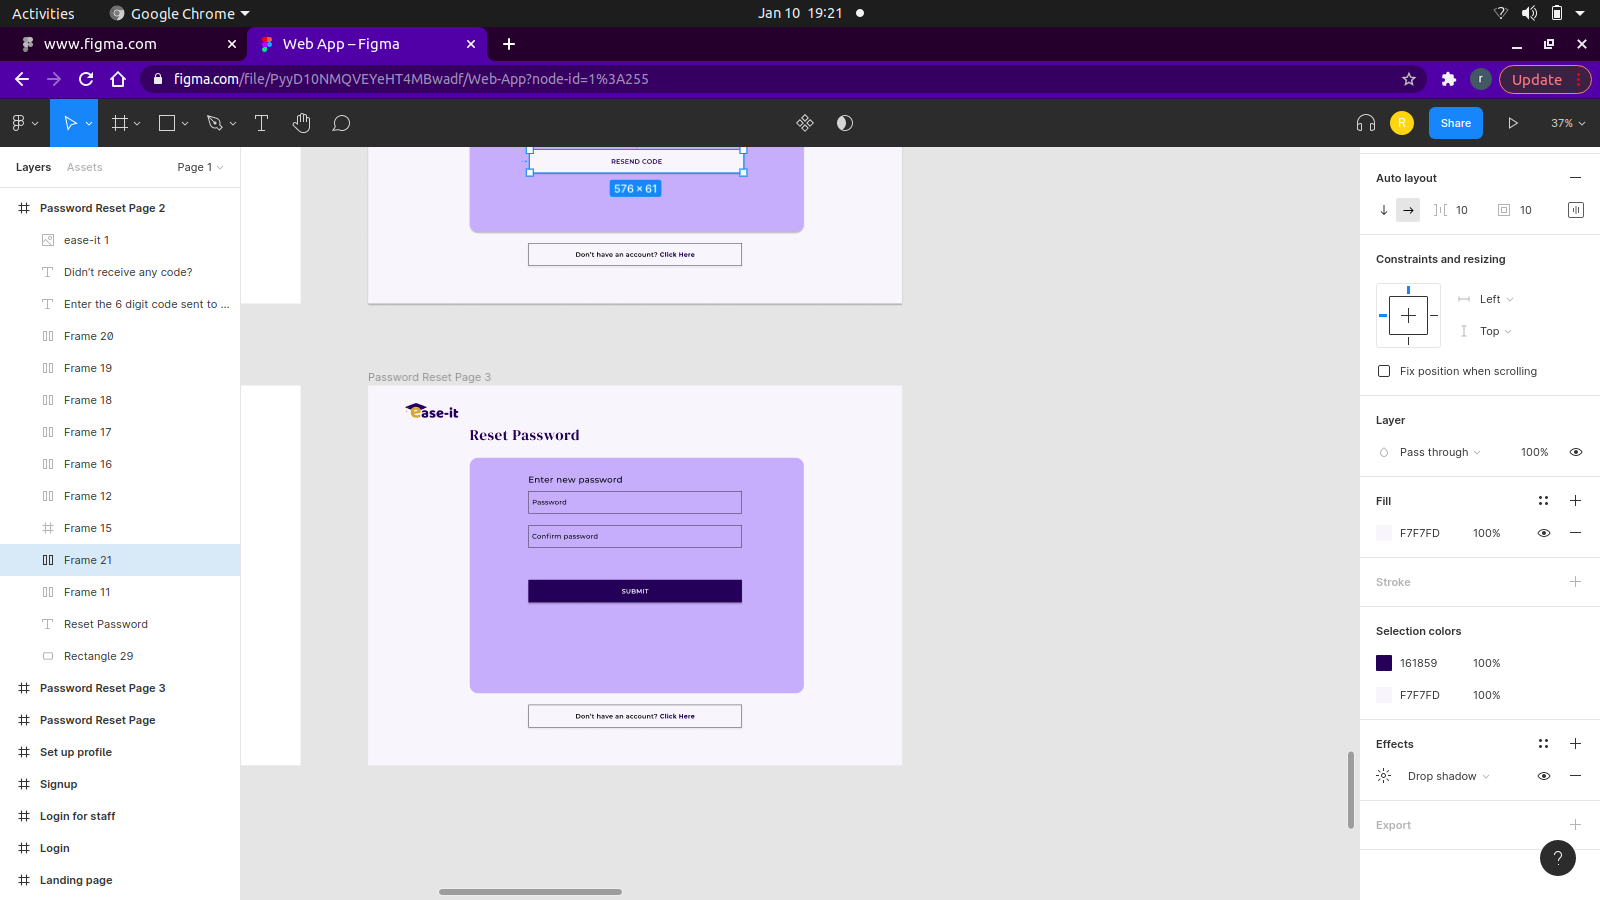 Activities
Google Chrome
Jan 10 19:21
www.figma.com
Web App – Figma
figma.com/file/PyyD10NMQVEYeHT4MBwadf/Web-App?node-id=1%3A255
r
Update
R
Share
37%
Layers
Assets
Page 1
Password Reset Page 2
ease-it 1
Didn't receive any code?
Enter the 6 digit code sent to ...
Frame 20
Frame 19
Frame 18
Frame 17
Frame 16
Frame 12
Frame 15
Frame 21
Frame 11
Reset Password
Rectangle 29
Password Reset Page 3
Password Reset Page
Set up profile
Signup
Login for staff
Login
Landing page
RESEND CODE
576 × 61
Don't have an account? Click Here
Password Reset Page 3
ease-it
Reset Password
Enter new password
Password
Confirm password
SUBMIT
Don't have an account? Click Here
Auto layout
10
10
Constraints and resizing
Left
Top
Fix position when scrolling
Layer
Pass through
100%
Fill
F7F7FD
100%
Stroke
Selection colors
161859
100%
F7F7FD
100%
Effects
Drop shadow
Export
?